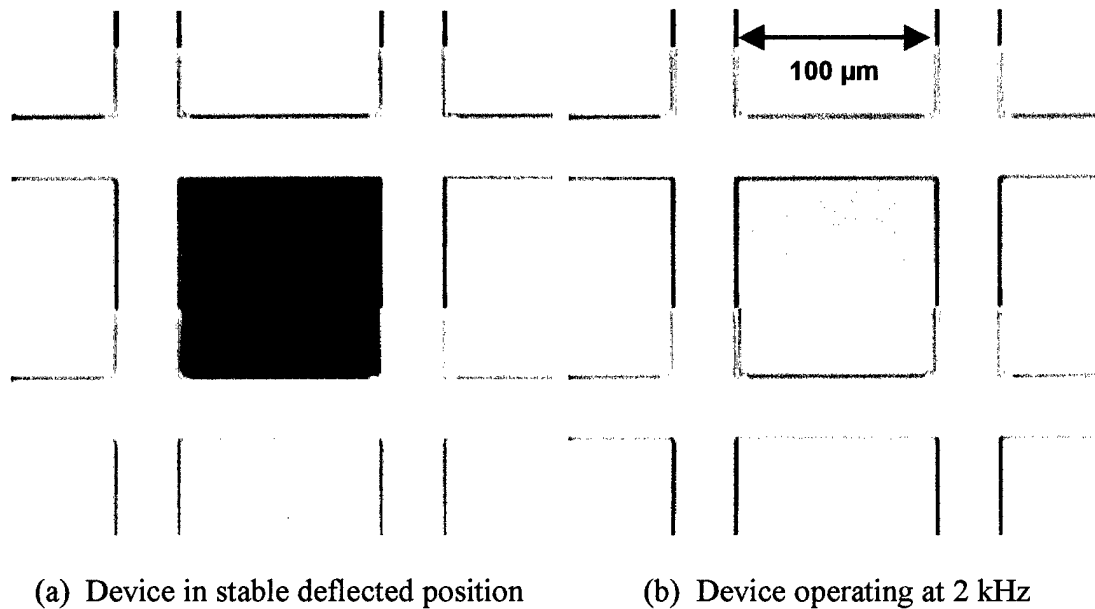 100 µm
(a) Device in stable deflected position
(b) Device operating at 2 kHz